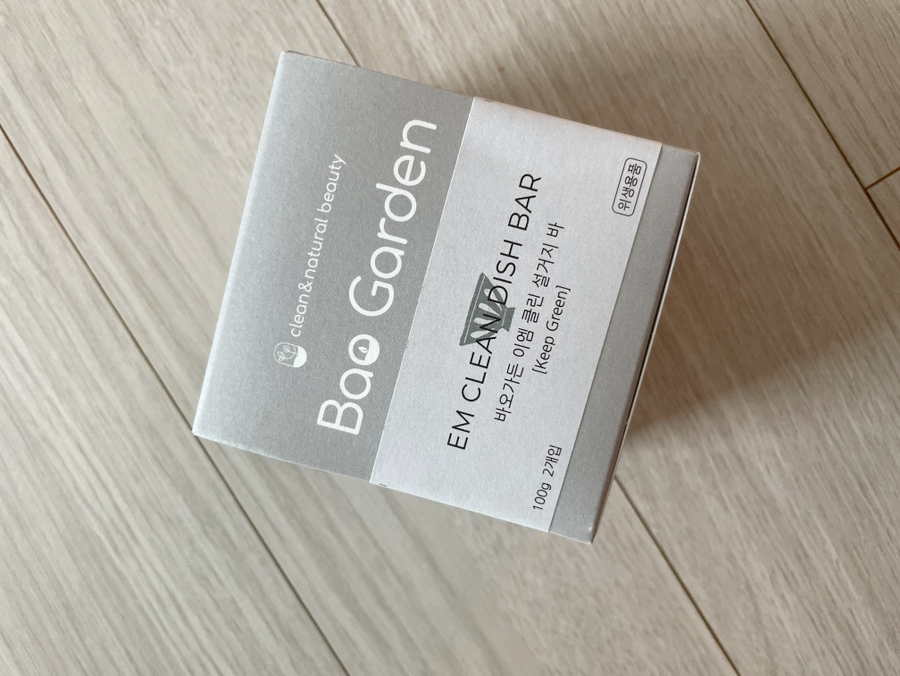 clean&natural beauty
Bao Garden
위생용품
EM CLEAN DISH BAR
바오가든 이엠 클린 설거지 바
[Keep Green]
100g 2개입